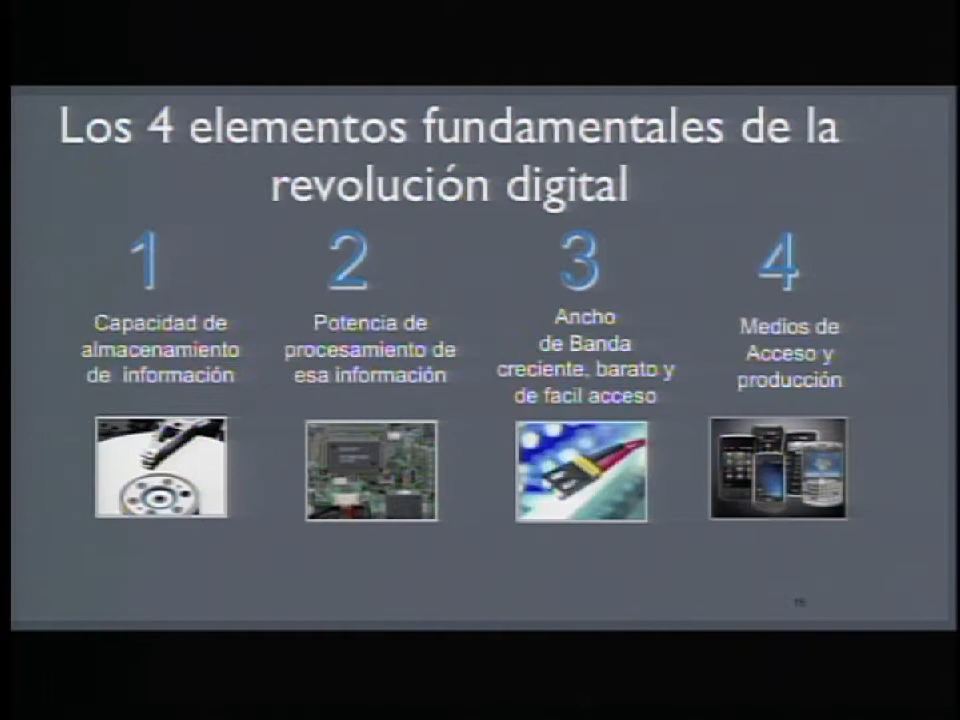 Los 4 elementos fundamentales de la
revolución digital
1
2
3
4
Capacidad de
almacenamiento
de información
Potencia de
procesamiento de
esa información
Ancho
de Banda
creciente, barato y
de facil acceso
Medios de
Acceso y
producción